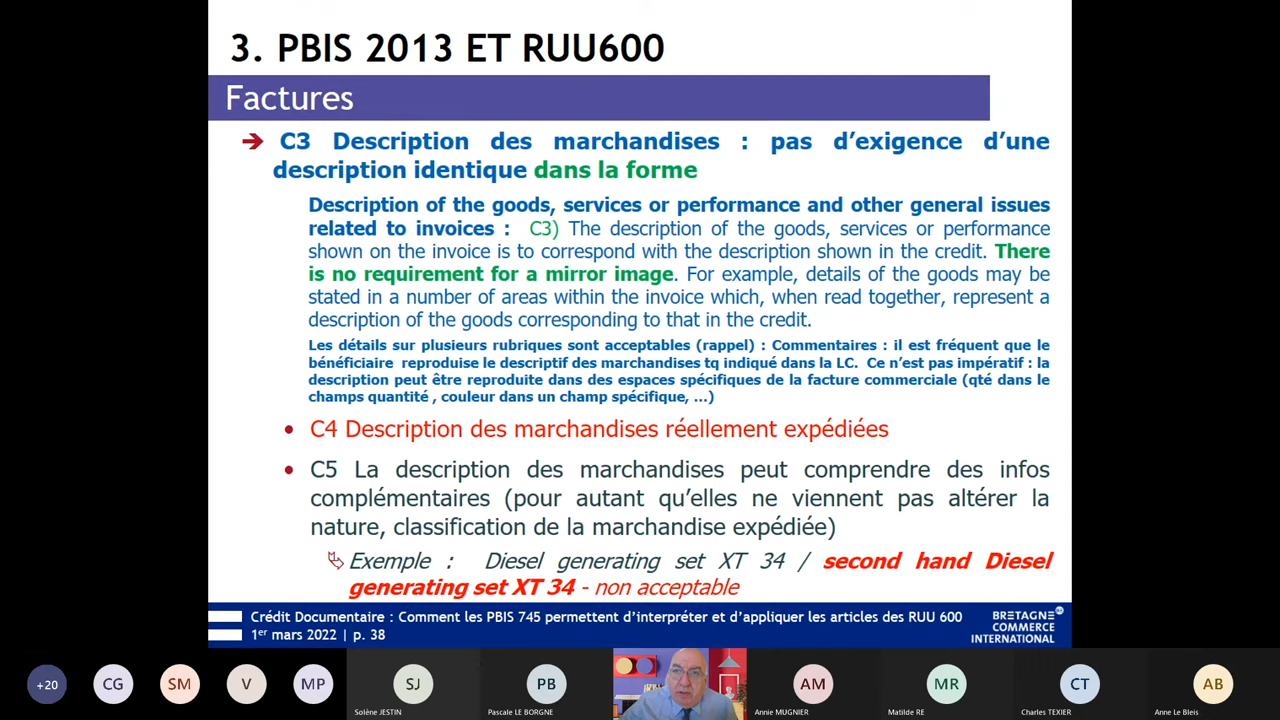 3. PBIS 2013 ET RUU600
Factures
➔ C3 Description des marchandises : pas d’exigence d’une
description identique dans la forme
Description of the goods, services or performance and other general issues
related to invoices : C3) The description of the goods, services or performance
shown on the invoice is to correspond with the description shown in the credit. There
is no requirement for a mirror image. For example, details of the goods may be
stated in a number of areas within the invoice which, when read together, represent a
description of the goods corresponding to that in the credit.
Les détails sur plusieurs rubriques sont acceptables (rappel) : Commentaires : il est fréquent que le
bénéficiaire reproduise le descriptif des marchandises tq indiqué dans la LC. Ce n’est pas impératif : la
description peut être reproduite dans des espaces spécifiques de la facture commerciale (qté dans le
champs quantité , couleur dans un champ spécifique, …)
• C4 Description des marchandises réellement expédiées
• C5 La description des marchandises peut comprendre des infos
complémentaires (pour autant qu’elles ne viennent pas altérer la
nature, classification de la marchandise expédiée)
Exemple : Diesel generating set XT 34 / second hand Diesel
generating set XT 34 - non acceptable
Crédit Documentaire : Comment les PBIS 745 permettent d’interpréter et d’appliquer les articles des RUU 600
1er mars 2022 | p. 38
BRETAGNE
COMMERCE
INTERNATIONAL
+20
CG
SM
V
MP
SJ
PB
AM
MR
CT
AB
Solène JESTIN
Pascale LE BORGNE
Annie MUGNIER
Matilde RE
Charles TEXIER
Anne Le Bleis